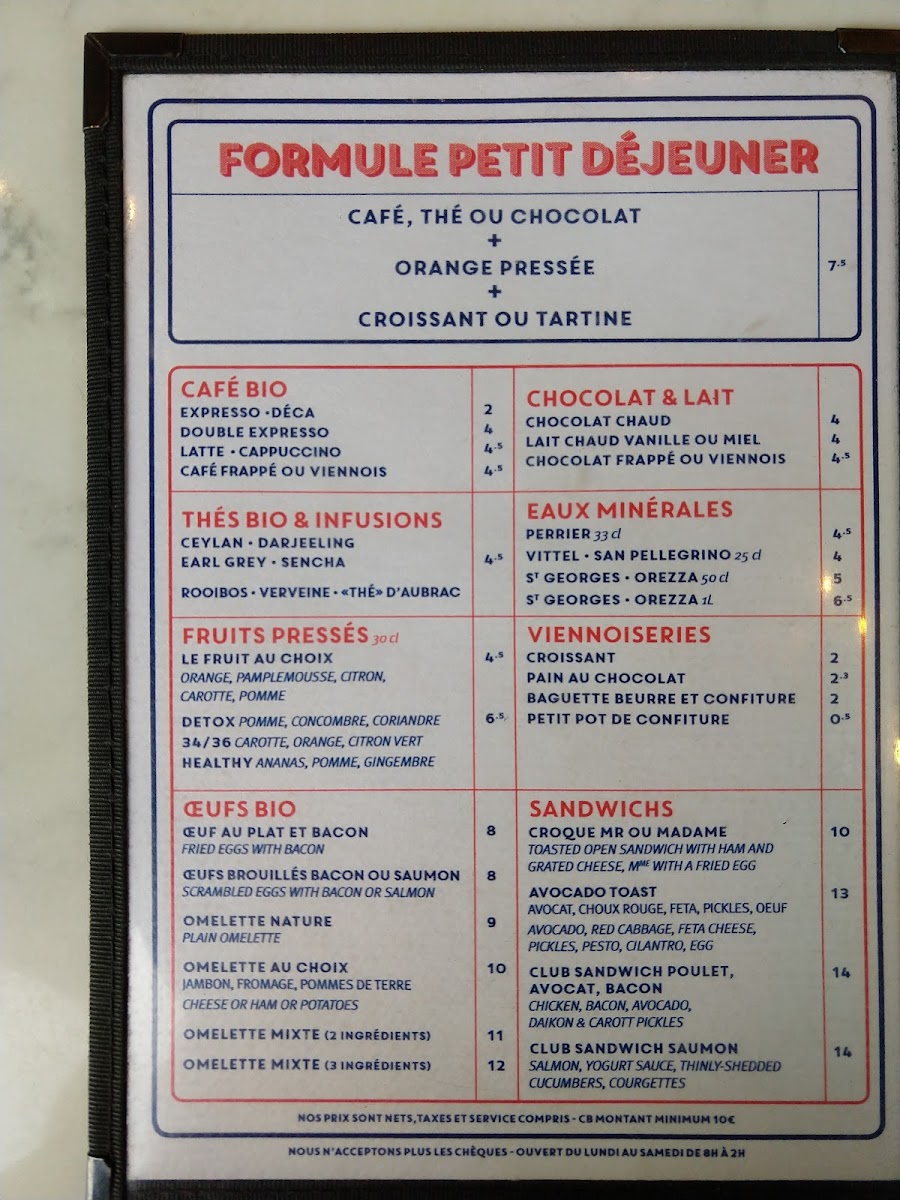 FORMULE PETIT DÉJEUNER
CAFÉ, THÉ OU CHOCOLAT
+
ORANGE PRESSÉE
+
CROISSANT OU TARTINE
7.5
CAFÉ BIO
EXPRESSO • DÉCA 2
DOUBLE EXPRESSO 4
LATTE • CAPPUCCINO 4.5
CAFÉ FRAPPÉ OU VIENNOIS 4.5
CHOCOLAT & LAIT
CHOCOLAT CHAUD 4
LAIT CHAUD VANILLE OU MIEL 4
CHOCOLAT FRAPPÉ OU VIENNOIS 4.5
THÉS BIO & INFUSIONS
CEYLAN • DARJEELING
EARL GREY • SENCHA 4.5
ROOIBOS • VERVEINE • «THÉ» D'AUBRAC
EAUX MINÉRALES
PERRIER 33 cl 4.5
VITTEL • SAN PELLEGRINO 25 cl 4
ST GEORGES • OREZZA 50 cl 5
ST GEORGES • OREZZA 1L 6.5
FRUITS PRESSÉS 30 cl
LE FRUIT AU CHOIX 4.5
ORANGE, PAMPLEMOUSSE, CITRON,
CAROTTE, POMME
DETOX POMME, CONCOMBRE, CORIANDRE 6.5
34/36 CAROTTE, ORANGE, CITRON VERT
HEALTHY ANANAS, POMME, GINGEMBRE
VIENNOISERIES
CROISSANT 2
PAIN AU CHOCOLAT 2.3
BAGUETTE BEURRE ET CONFITURE 2
PETIT POT DE CONFITURE 0.5
ŒUFS BIO
ŒUF AU PLAT ET BACON 8
FRIED EGGS WITH BACON
ŒUFS BROUILLÉS BACON OU SAUMON 8
SCRAMBLED EGGS WITH BACON OR SALMON
OMELETTE NATURE 9
PLAIN OMELETTE
OMELETTE AU CHOIX 10
JAMBON, FROMAGE, POMMES DE TERRE
CHEESE OR HAM OR POTATOES
OMELETTE MIXTE (2 INGRÉDIENTS) 11
OMELETTE MIXTE (3 INGRÉDIENTS) 12
SANDWICHS
CROQUE MR OU MADAME 10
TOASTED OPEN SANDWICH WITH HAM AND
GRATED CHEESE, MME WITH A FRIED EGG
AVOCADO TOAST 13
AVOCAT, CHOUX ROUGE, FETA, PICKLES, OEUF
AVOCADO, RED CABBAGE, FETA CHEESE,
PICKLES, PESTO, CILANTRO, EGG
CLUB SANDWICH POULET, 14
AVOCAT, BACON
CHICKEN, BACON, AVOCADO,
DAIKON & CAROTT PICKLES
CLUB SANDWICH SAUMON 14
SALMON, YOGURT SAUCE, THINLY-SHEDDED
CUCUMBERS, COURGETTES
NOS PRIX SONT NETS, TAXES ET SERVICE COMPRIS - CB MONTANT MINIMUM 10€
NOUS N'ACCEPTONS PLUS LES CHÈQUES - OUVERT DU LUNDI AU SAMEDI DE 8H À 2H